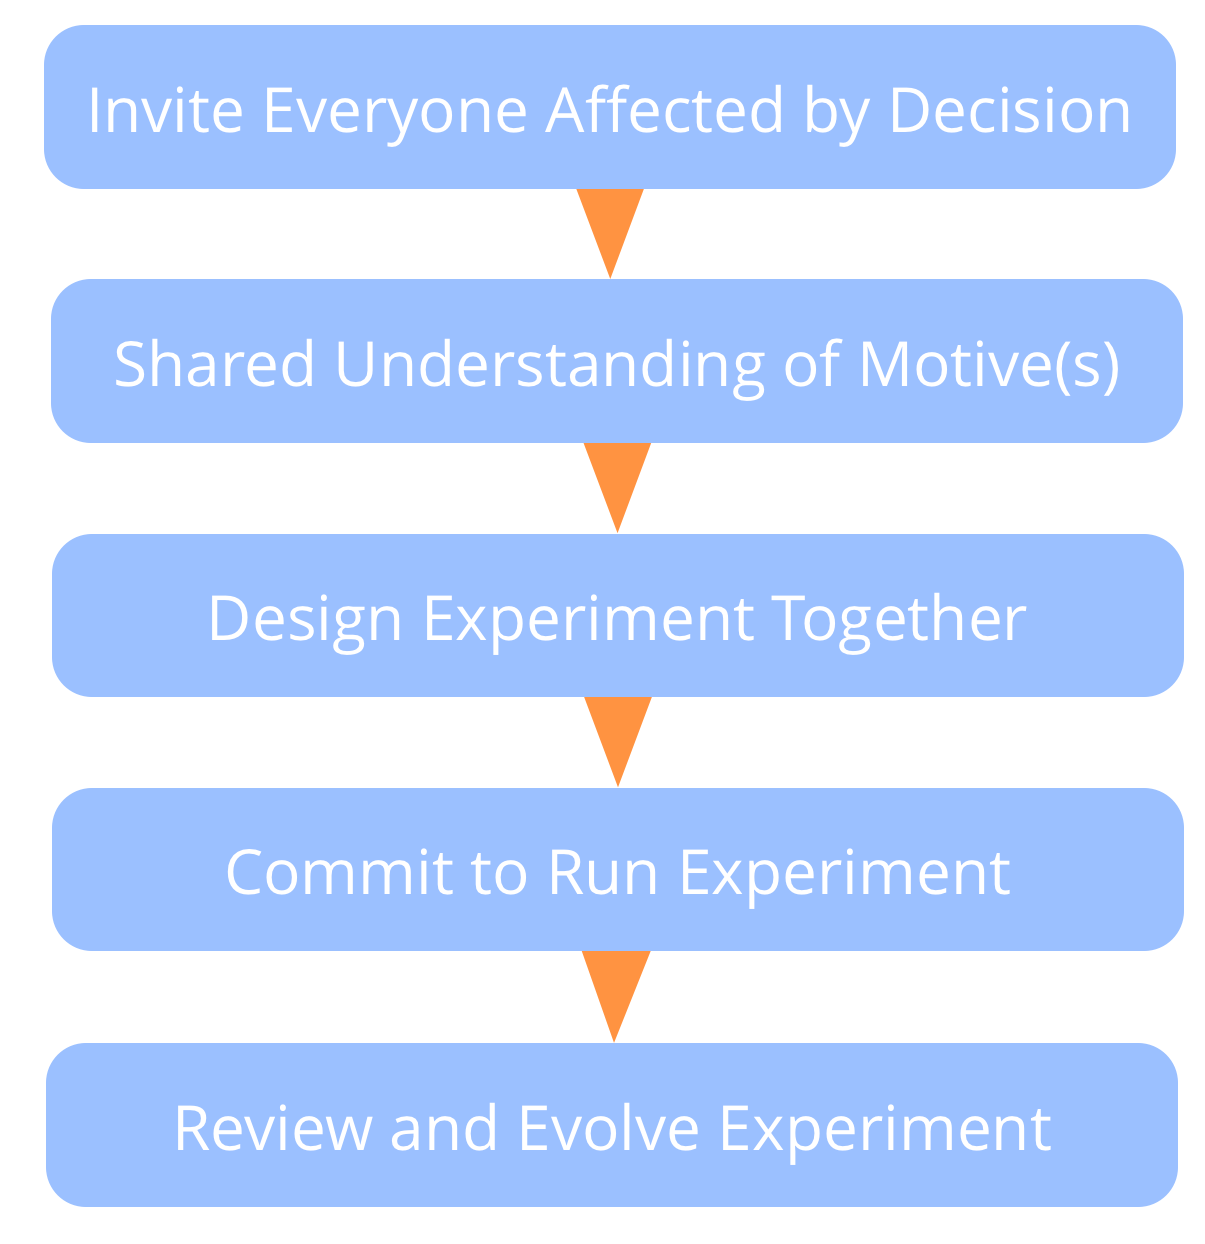 Invite Everyone Affected by Decision
Shared Understanding of Motive(s)
Design Experiment Together
Commit to Run Experiment
Review and Evolve Experiment